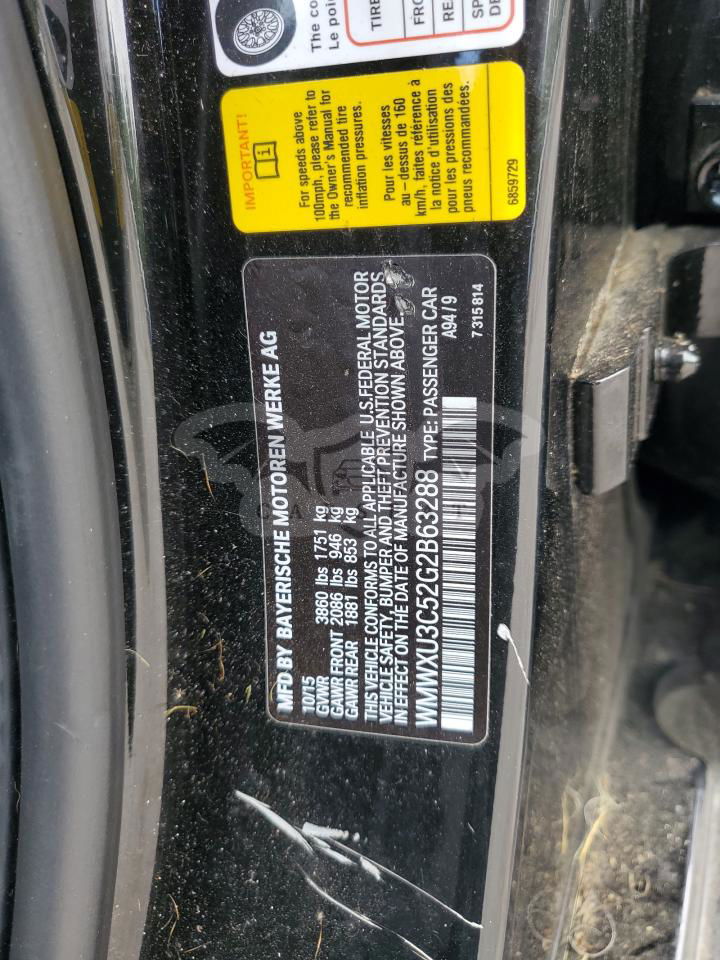 The co
Le poi
TIRE
FRO
REA
SP
DE
IMPORTANT!
For speeds above
100mph, please refer to
the Owner's Manual for
recommended tire
inflation pressures.
Pour les vitesses
au-dessus de 160
km/h, faites référence à
la notice d'utilisation
pour les pressions des
pneus recommandées.
6859729
MFD BY BAYERISCHE MOTOREN WERKE AG
10/15
GVWR 3860 lbs 1751 kg
GAWR FRONT 2086 lbs 946 kg
GAWR REAR 1881 lbs 853 kg
THIS VEHICLE CONFORMS TO ALL APPLICABLE U.S.FEDERAL MOTOR
VEHICLE SAFETY, BUMPER AND THEFT PREVENTION STANDARDS
IN EFFECT ON THE DATE OF MANUFACTURE SHOWN ABOVE.
WMWXU3C52G2B63288 TYPE: PASSENGER CAR
A94/9
7 315 814